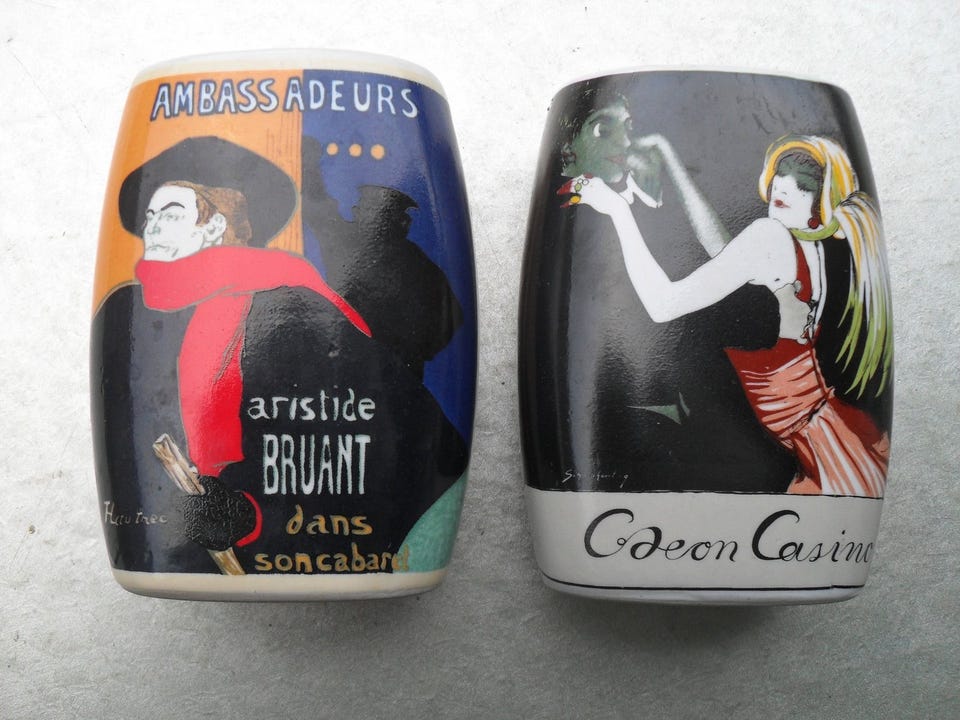 AMBASSADEURS
aristide
BRUANT
dans
soncabaret
Odeon Casino